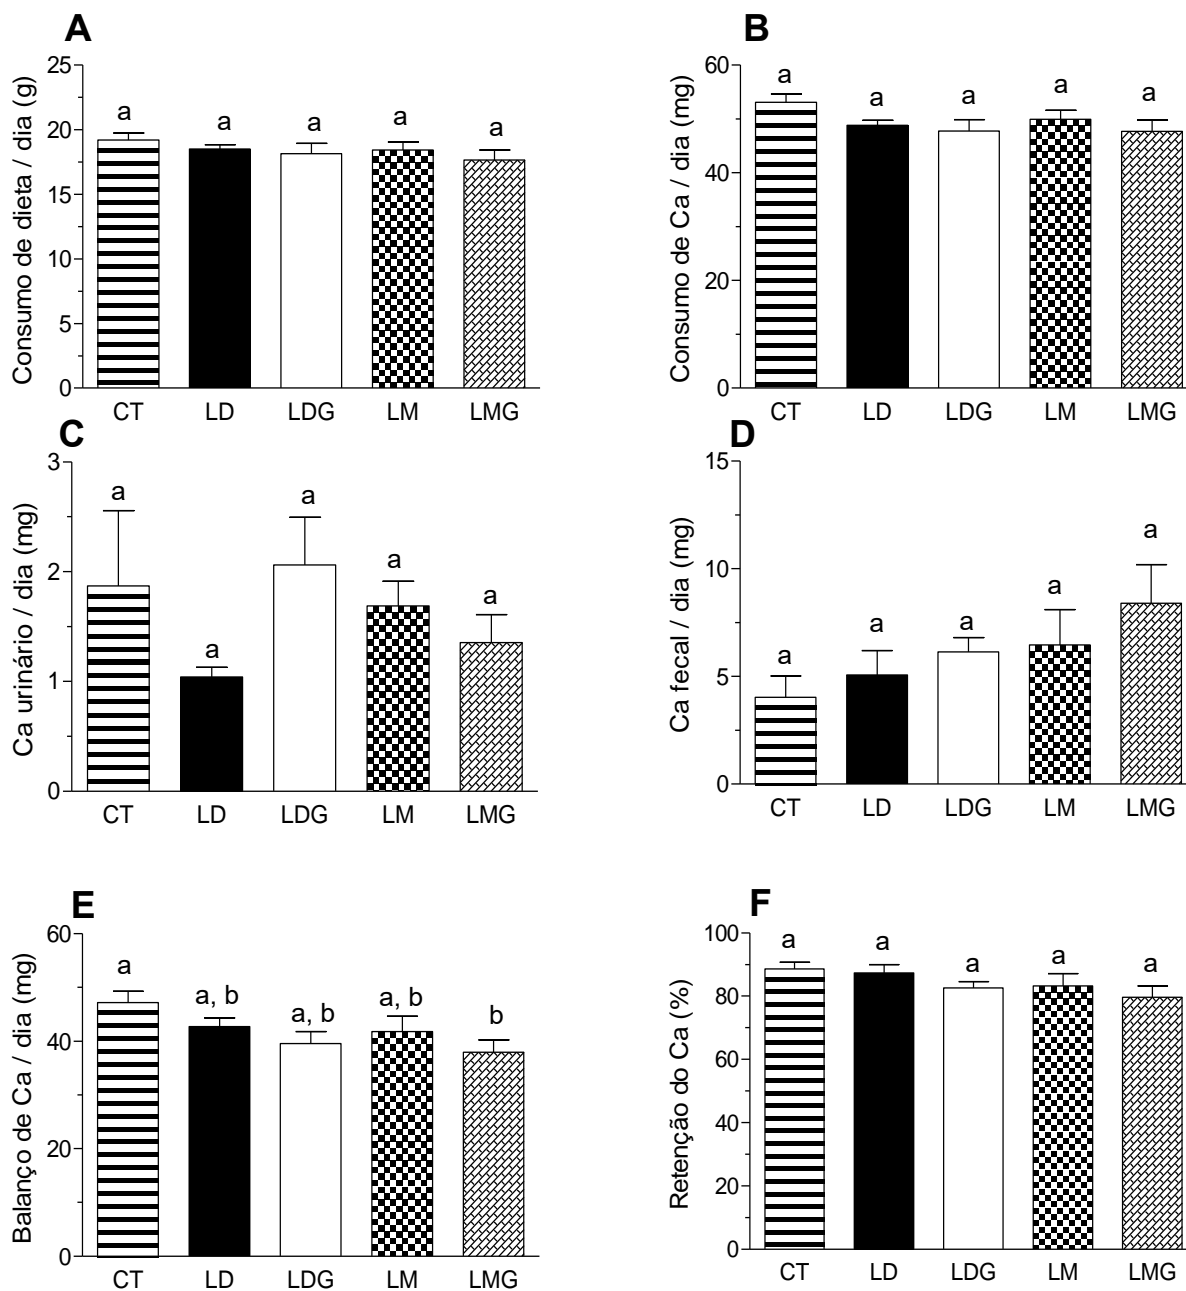 A
Consumo de dieta / dia (g)
25
20
15
10
5
0
a
a
a
a
a
CT LD LDG LM LMG
B
Consumo de Ca / dia (mg)
60
40
20
0
a
a
a
a
a
CT LD LDG LM LMG
C
Ca urinário / dia (mg)
3
2
1
0
a
a
a
a
a
CT LD LDG LM LMG
D
Ca fecal / dia (mg)
15
10
5
0
a
a
a
a
a
CT LD LDG LM LMG
E
Balanço de Ca / dia (mg)
60
40
20
0
a
a, b
a, b
a, b
b
CT LD LDG LM LMG
F
Retenção do Ca (%)
100
80
60
40
20
0
a
a
a
a
a
CT LD LDG LM LMG